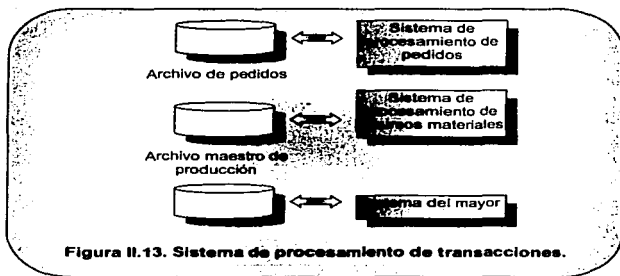 Sistema de
procesamiento de
pedidos
Archivo de pedidos
Sistema de
procesamiento de
materiales
Archivo maestro de
producción
Sistema del mayor
Figura II.13. Sistema de procesamiento de transacciones.